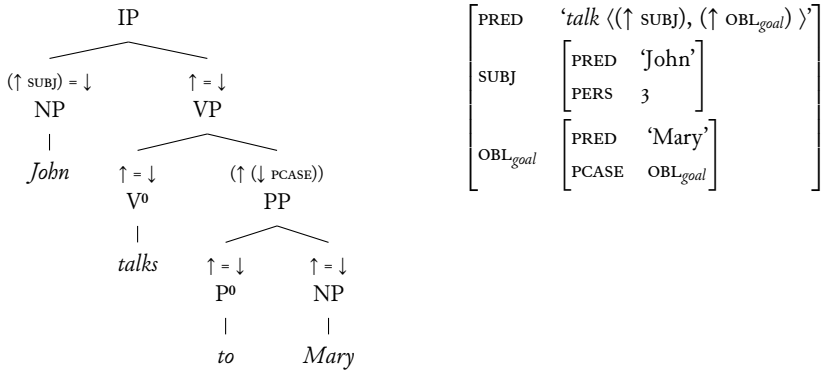 IP
(↑ SUBJ) = ↓ ↑ = ↓
NP VP
John ↑ = ↓ (↑ (↓ PCASE))
V⁰ PP
talks ↑ = ↓ ↑ = ↓
P⁰ NP
to Mary
PRED ‘talk ⟨(↑ SUBJ), (↑ OBLgoal) ⟩’
SUBJ
PRED ‘John’
PERS 3
OBLgoal
PRED ‘Mary’
PCASE OBLgoal